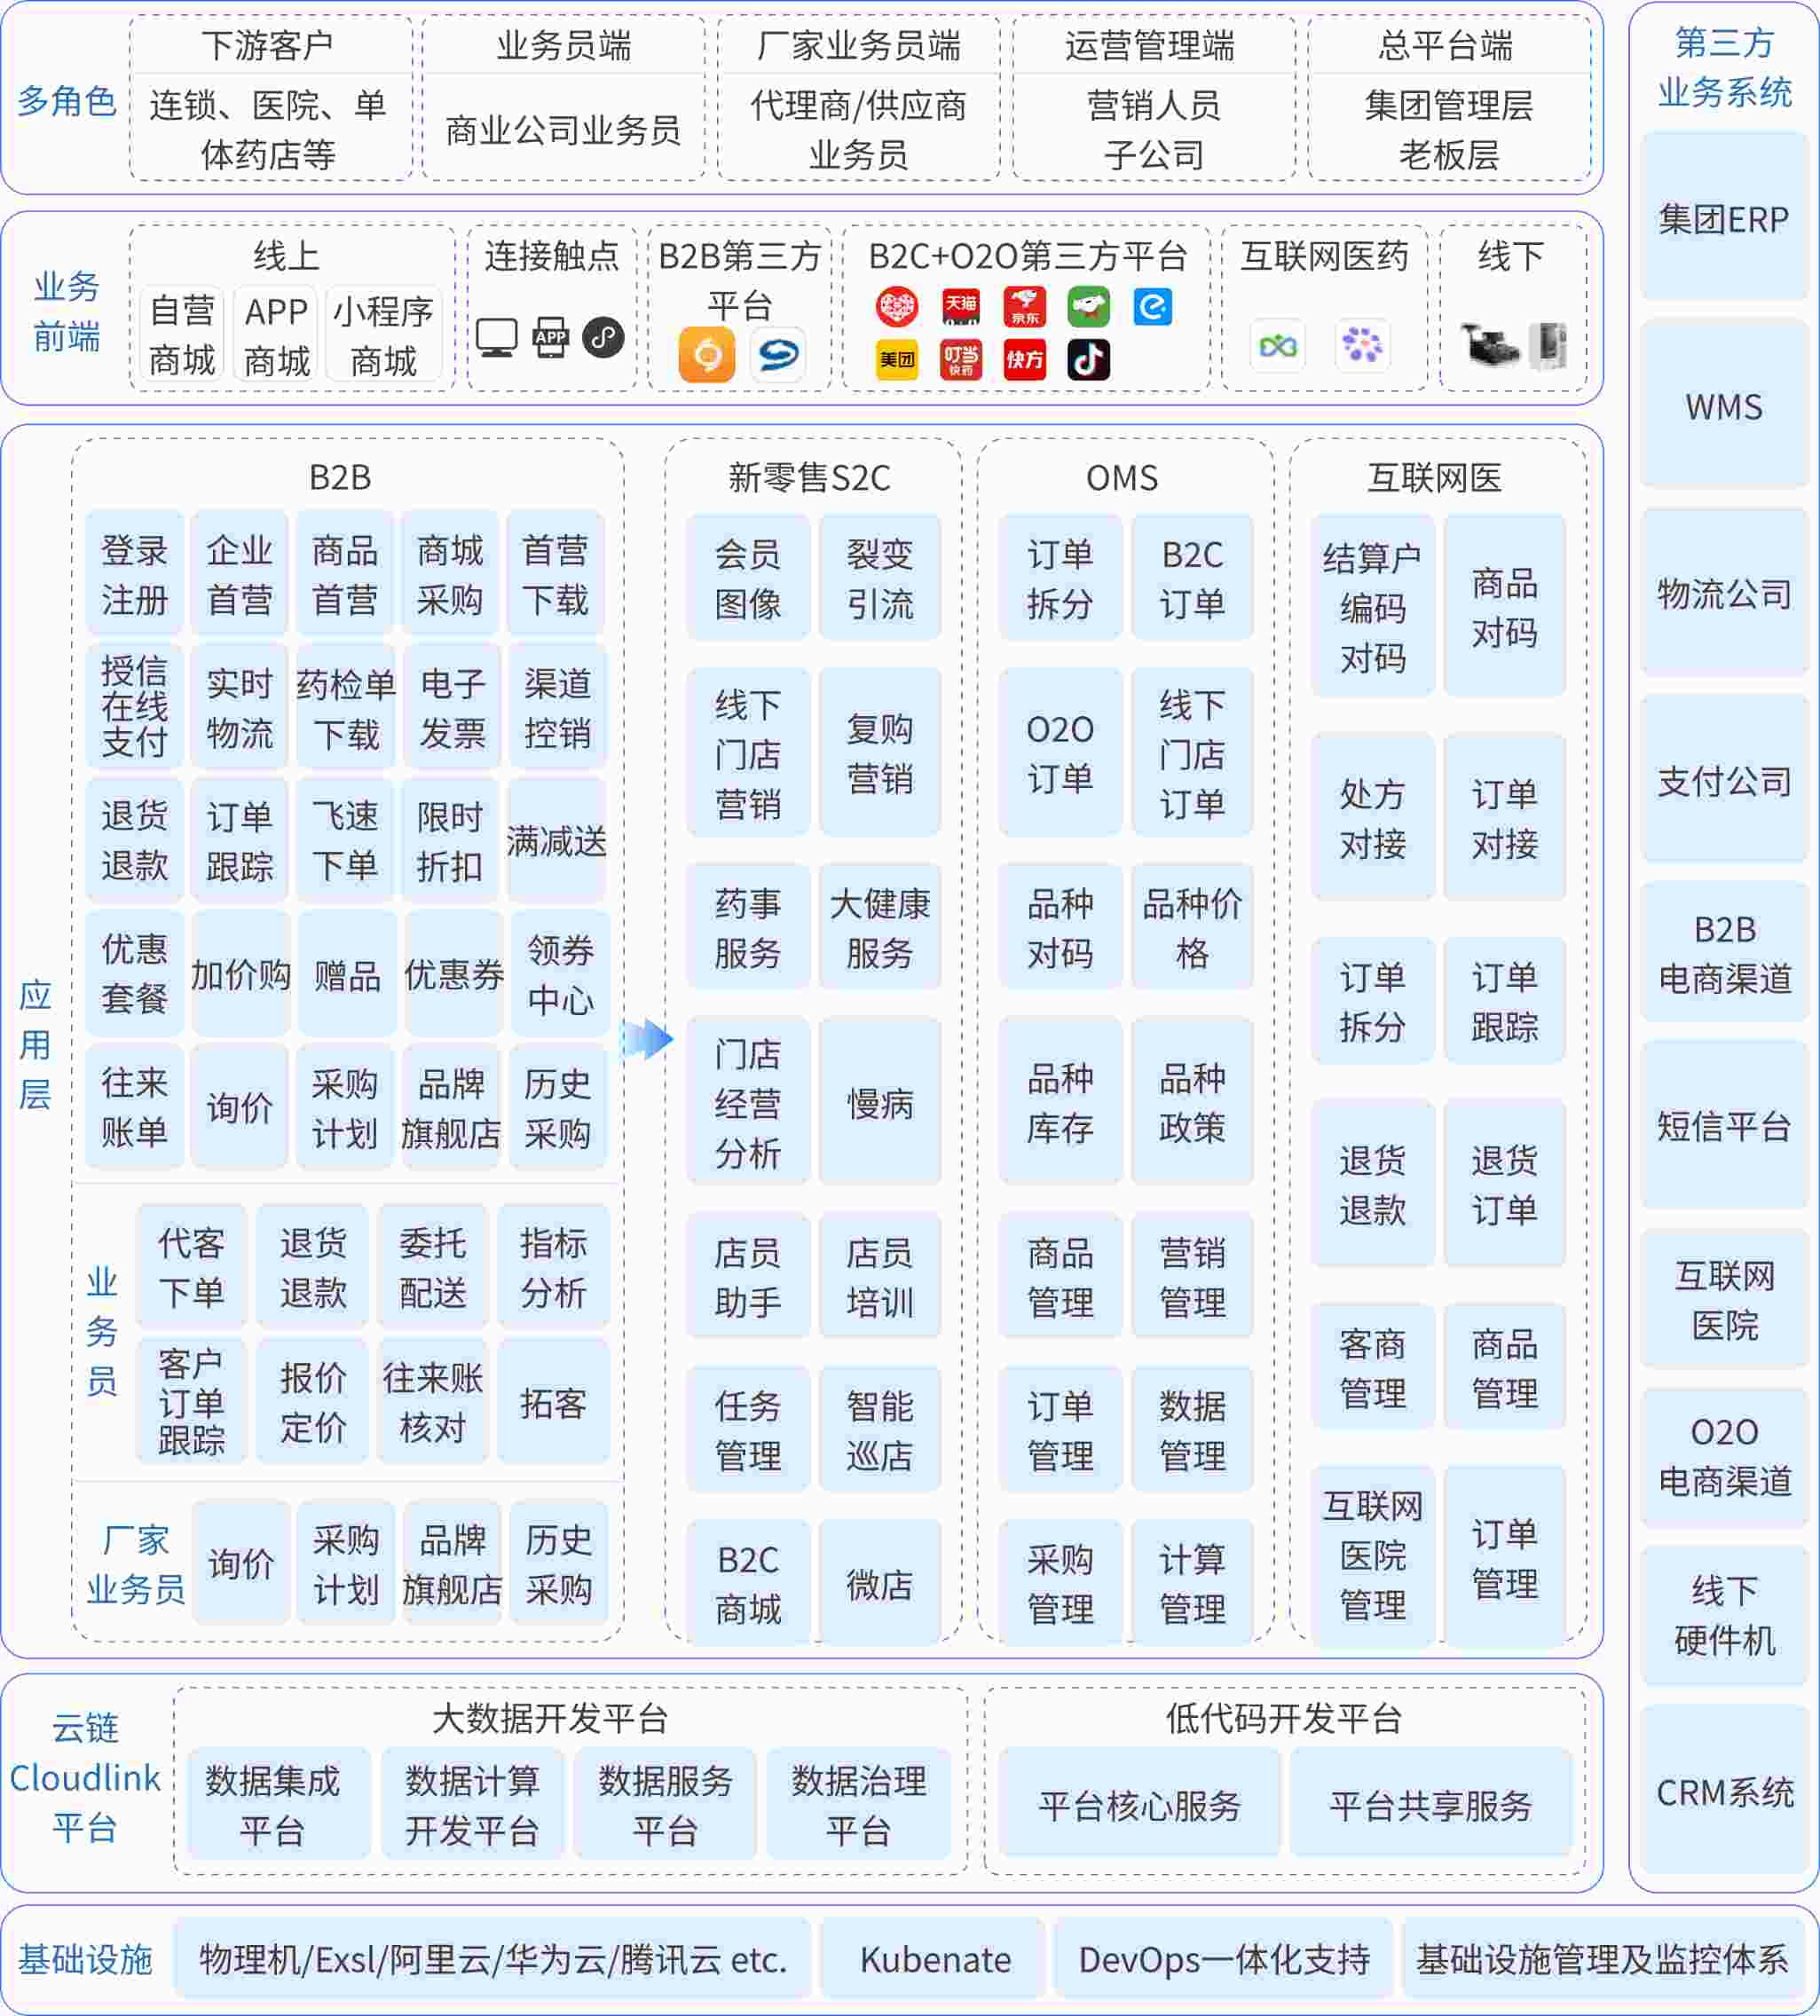 多角色
下游客户
连锁、医院、单
体药店等
业务员端
商业公司业务员
厂家业务员端
代理商/供应商
业务员
运营管理端
营销人员
子公司
总平台端
集团管理层
老板层
业务
前端
线上
自营
商城
APP
商城
小程序
商城
连接触点
APP
B2B第三方
平台
B2C+O2O第三方平台
天猫
京东
美团
叮当
快药
快方
互联网医药
线下
应
用
层
B2B
登录
注册
企业
首营
商品
首营
商城
采购
首营
下载
授信
在线
支付
实时
物流
药检单
下载
电子
发票
渠道
控销
退货
退款
订单
跟踪
飞速
下单
限时
折扣
满减送
优惠
套餐
加价购
赠品
优惠券
领券
中心
往来
账单
询价
采购
计划
品牌
旗舰店
历史
采购
业
务
员
代客
下单
退货
退款
委托
配送
指标
分析
客户
订单
跟踪
报价
定价
往来账
核对
拓客
厂家
业务员
询价
采购
计划
品牌
旗舰店
历史
采购
新零售S2C
会员
图像
裂变
引流
线下
门店
营销
复购
营销
药事
服务
大健康
服务
门店
经营
分析
慢病
店员
助手
店员
培训
任务
管理
智能
巡店
B2C
商城
微店
OMS
订单
拆分
B2C
订单
O2O
订单
线下
门店
订单
品种
对码
品种价
格
品种
库存
品种
政策
商品
管理
营销
管理
订单
管理
数据
管理
采购
管理
计算
管理
互联网医
结算户
编码
对码
商品
对码
处方
对接
订单
对接
订单
拆分
订单
跟踪
退货
退款
退货
订单
客商
管理
商品
管理
互联网
医院
管理
订单
管理
云链
Cloudlink
平台
大数据开发平台
数据集成
平台
数据计算
开发平台
数据服务
平台
数据治理
平台
低代码开发平台
平台核心服务
平台共享服务
基础设施
物理机/Exsl/阿里云/华为云/腾讯云 etc.
Kubenate
DevOps一体化支持
基础设施管理及监控体系
第三方
业务系统
集团ERP
WMS
物流公司
支付公司
B2B
电商渠道
短信平台
互联网
医院
O2O
电商渠道
线下
硬件机
CRM系统